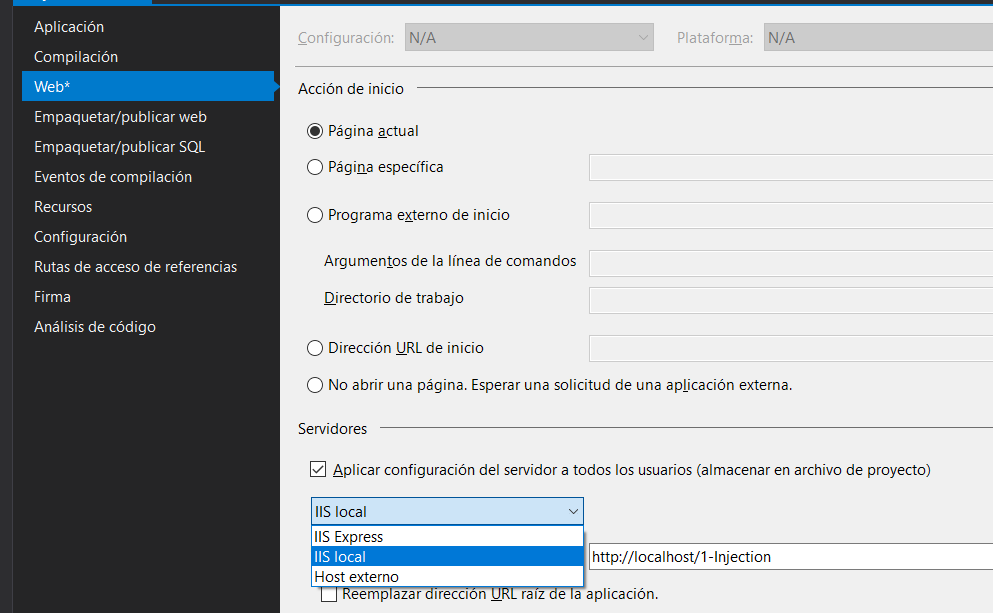 Aplicación
Compilación
Web*
Empaquetar/publicar web
Empaquetar/publicar SQL
Eventos de compilación
Recursos
Configuración
Rutas de acceso de referencias
Firma
Análisis de código
Configuración: N/A Plataforma: N/A
Acción de inicio
Página actual
Página específica
Programa externo de inicio
Argumentos de la línea de comandos
Directorio de trabajo
Dirección URL de inicio
No abrir una página. Esperar una solicitud de una aplicación externa.
Servidores
Aplicar configuración del servidor a todos los usuarios (almacenar en archivo de proyecto)
IIS local
IIS Express
IIS local http://localhost/1-Injection
Host externo
Reemplazar dirección URL raíz de la aplicación.